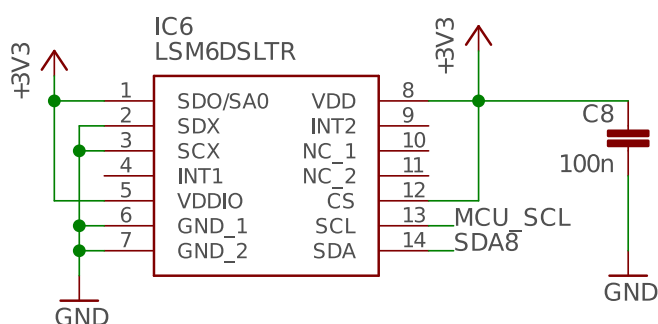 IC6
LSM6DSLTR
+3V3
+3V3
1 SDO/SA0 VDD 8
2 SDX INT2 9
3 SCX NC_1 10
4 INT1 NC_2 11
5 VDDIO CS 12
6 GND_1 SCL 13 MCU_SCL
7 GND_2 SDA 14 SDA8
C8
100n
GND
GND